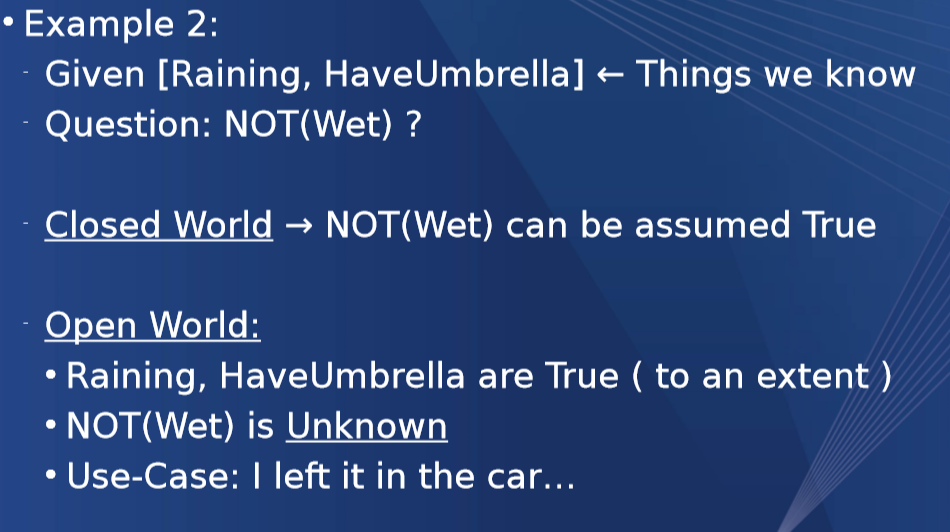 • Example 2:
- Given [Raining, HaveUmbrella] ← Things we know
- Question: NOT(Wet) ?
- Closed World → NOT(Wet) can be assumed True
- Open World:
• Raining, HaveUmbrella are True ( to an extent )
• NOT(Wet) is Unknown
• Use-Case: I left it in the car...